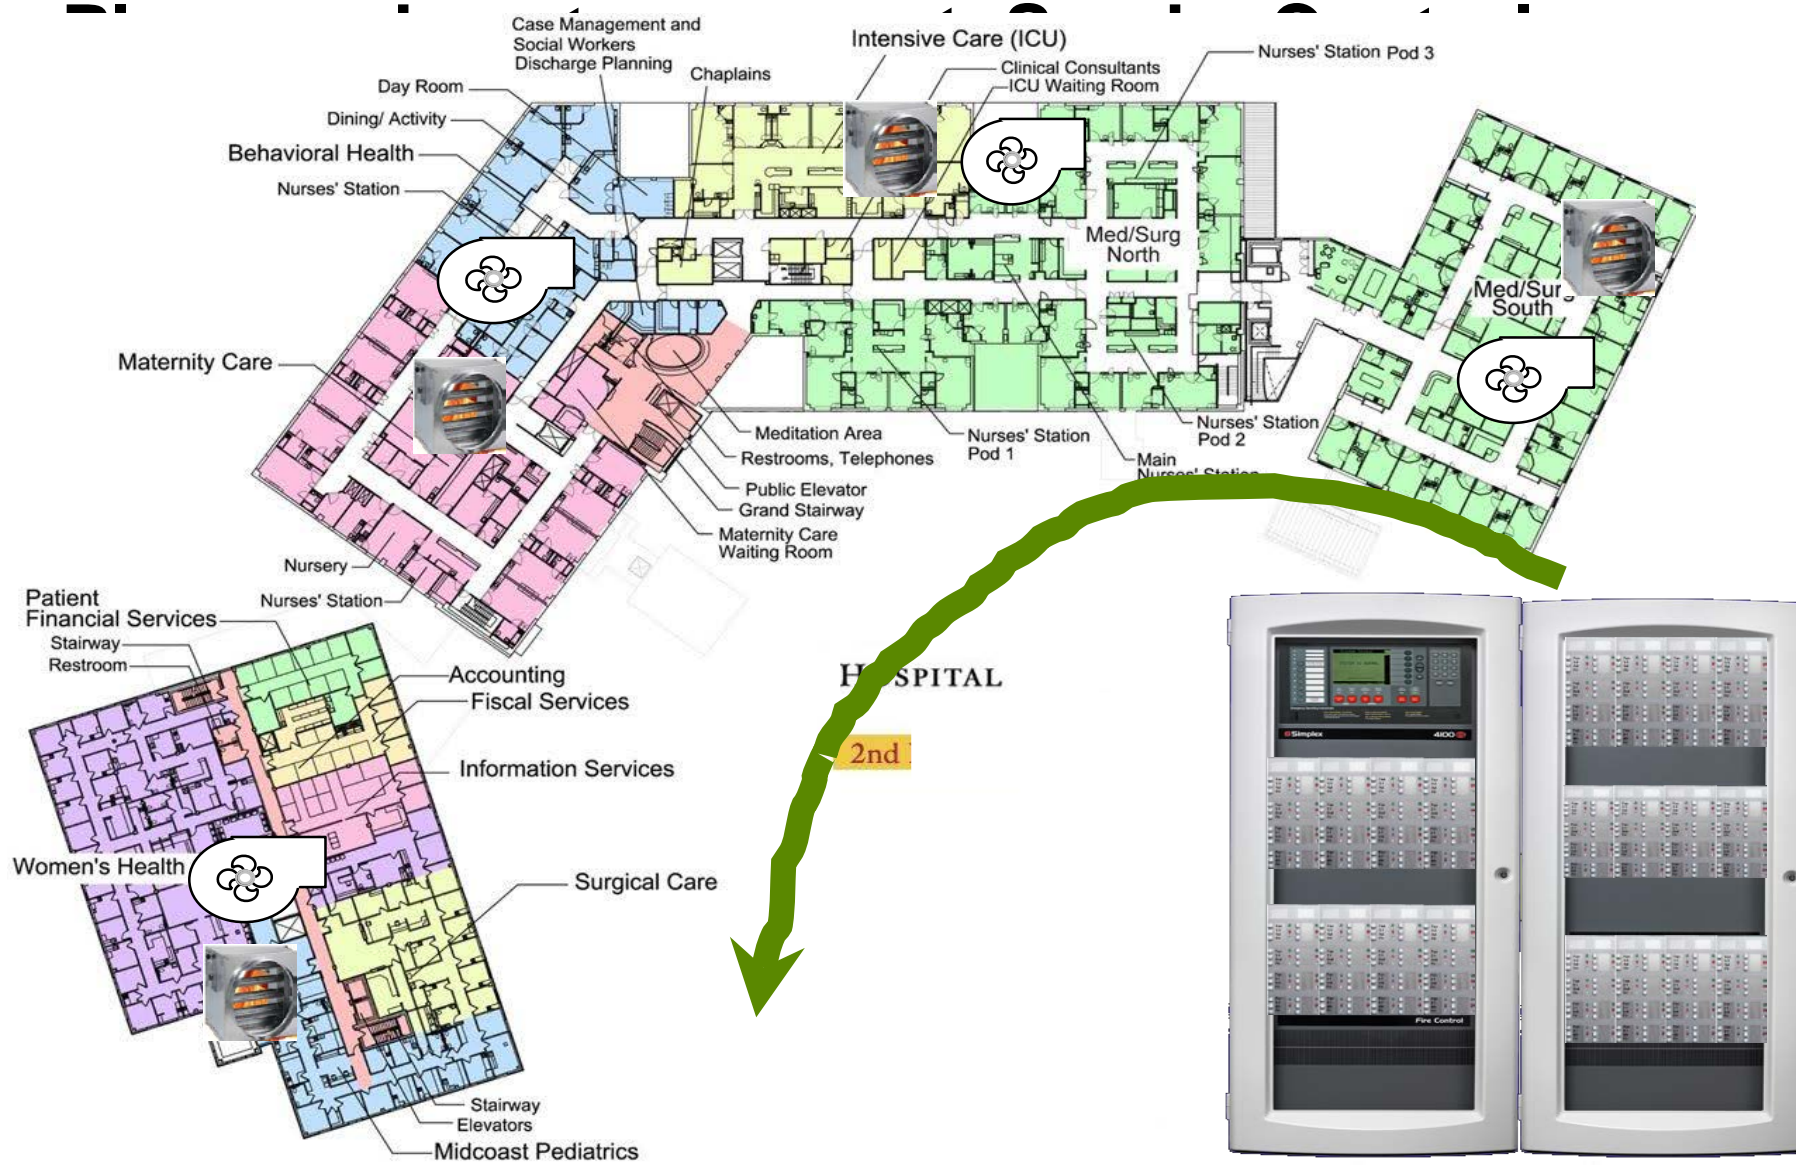 Case Management and
Social Workers
Discharge Planning
Intensive Care (ICU)
Nurses' Station Pod 3
Chaplains
Clinical Consultants
ICU Waiting Room
Day Room
Dining/ Activity
Behavioral Health
Nurses' Station
Med/Surg
North
Med/Surg
South
Maternity Care
Meditation Area
Restrooms, Telephones
Public Elevator
Grand Stairway
Maternity Care
Waiting Room
Nurses' Station
Pod 1
Nurses' Station
Pod 2
Main
Nurses' Station
Nursery
Nurses' Station
Patient
Financial Services
Stairway
Restroom
Accounting
Fiscal Services
Information Services
Women's Health
Surgical Care
Stairway
Elevators
Midcoast Pediatrics
HOSPITAL
2nd
Simplex
4100
Fire Control